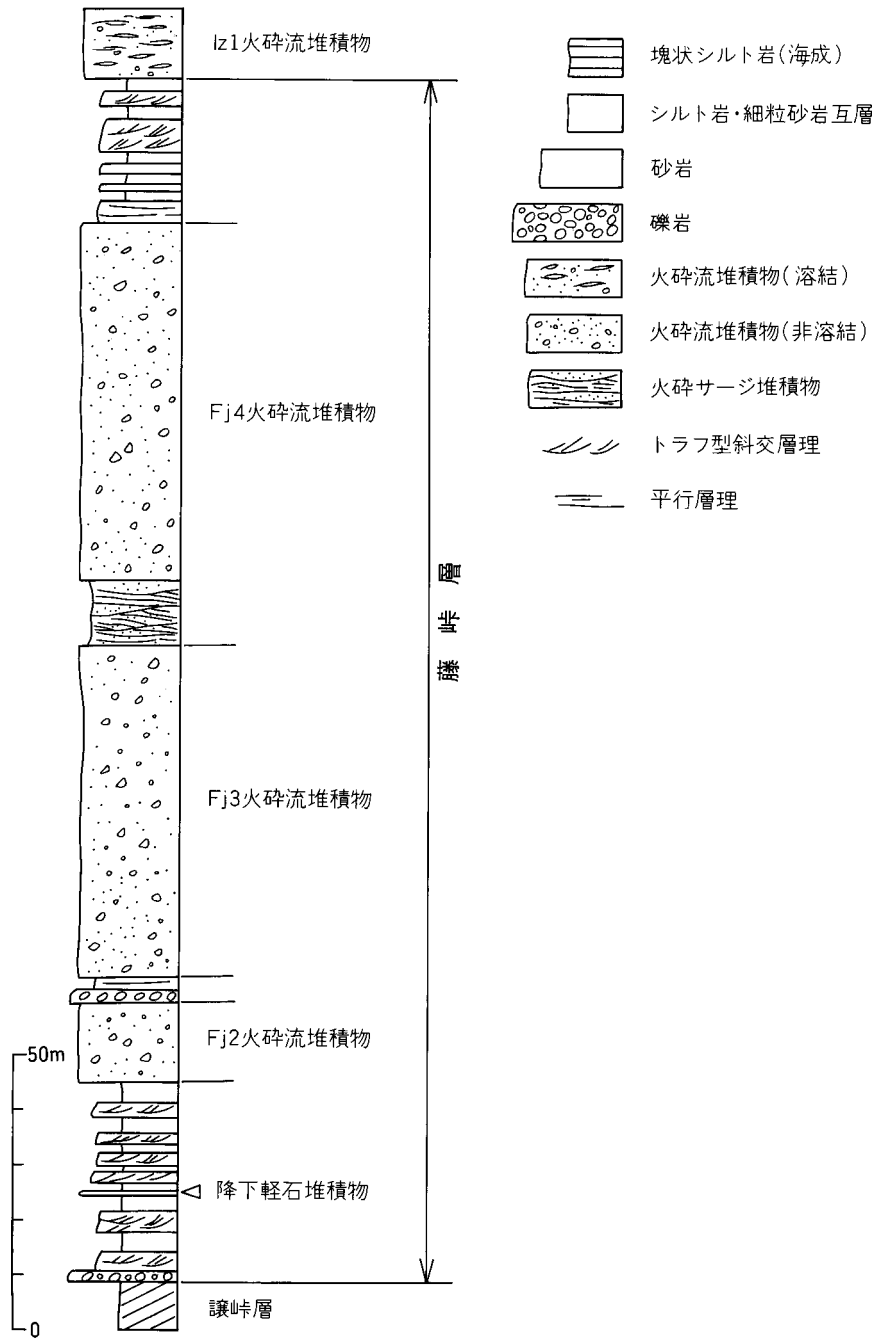 Iz1火砕流堆積物
Fj4火砕流堆積物
Fj3火砕流堆積物
Fj2火砕流堆積物
降下軽石堆積物
譲峠層
藤峠層
50m
0
塊状シルト岩(海成)
シルト岩・細粒砂岩互層
砂岩
礫岩
火砕流堆積物(溶結)
火砕流堆積物(非溶結)
火砕サージ堆積物
トラフ型斜交層理
平行層理